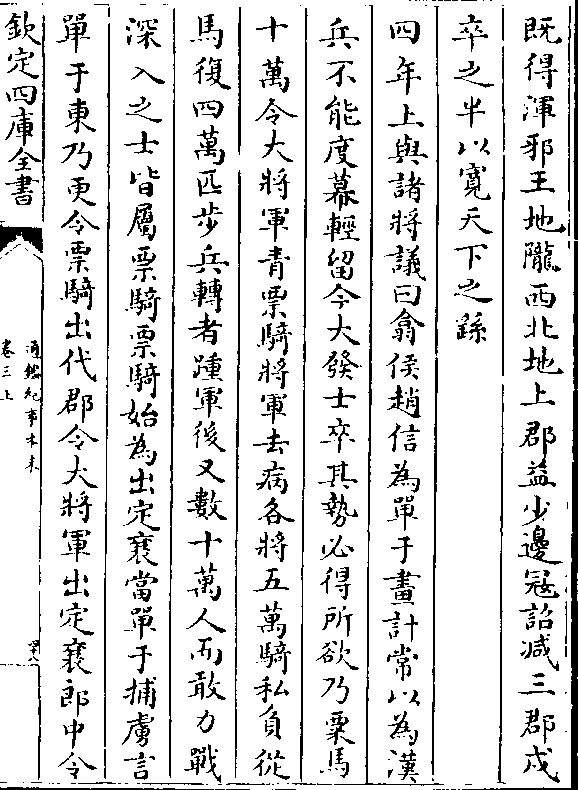 既得渾邪王地隴西北地上郡益少邊冦詔减三郡戍
卒之半以寛天下之繇
四年上與諸將議曰翕侯趙信為單于畫計常以為漢
兵不能度幕輕留今大發士卒其勢必得所欲乃粟馬
十萬令大將軍青票騎將軍去病各將五萬騎私負從
馬復四萬匹步兵轉者踵軍後又數十萬人而敢力戰
深入之士皆屬票騎票騎始為出定襄當單于捕虜言
單于東乃更令票騎出代郡令大將軍出定襄郎中令
欽定四庫全書
通鑑紀事本末
卷三上
四十八